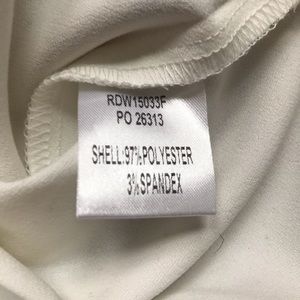 RDW15033F
PO 26313
SHELL:97%POLYESTER
3%SPANDEX